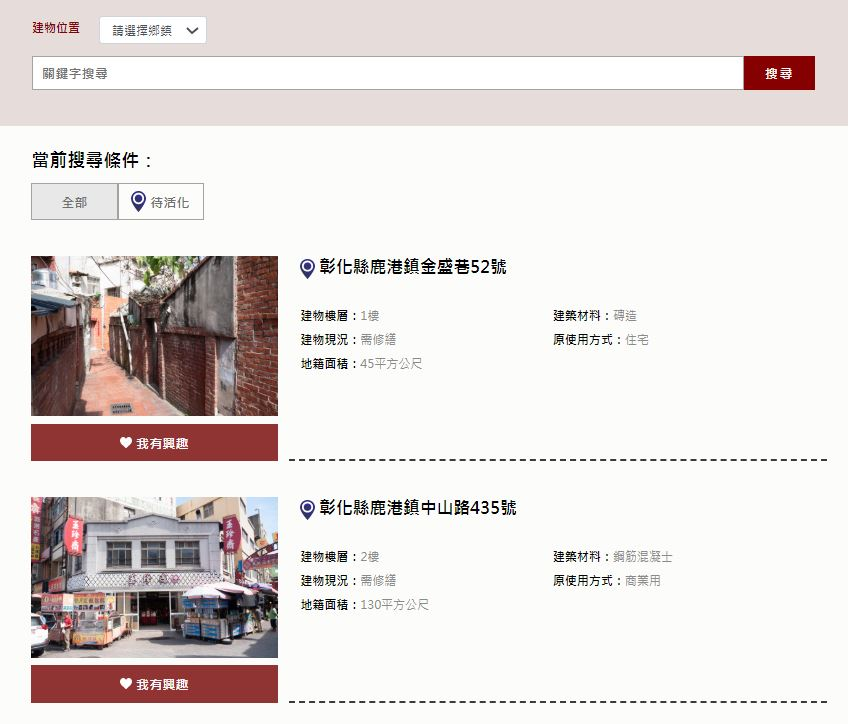 建物位置
請選擇鄉鎮
關鍵字搜尋
搜尋
當前搜尋條件：
全部
待活化
彰化縣鹿港鎮金盛巷52號
建物樓層：1樓
建築材料：磚造
建物現況：需修繕
原使用方式：住宅
地籍面積：45平方公尺
我有興趣
彰化縣鹿港鎮中山路435號
玉珍齋
玉珍齋
建物樓層：2樓
建築材料：鋼筋混凝士
建物現況：需修繕
原使用方式：商業用
地籍面積：130平方公尺
我有興趣